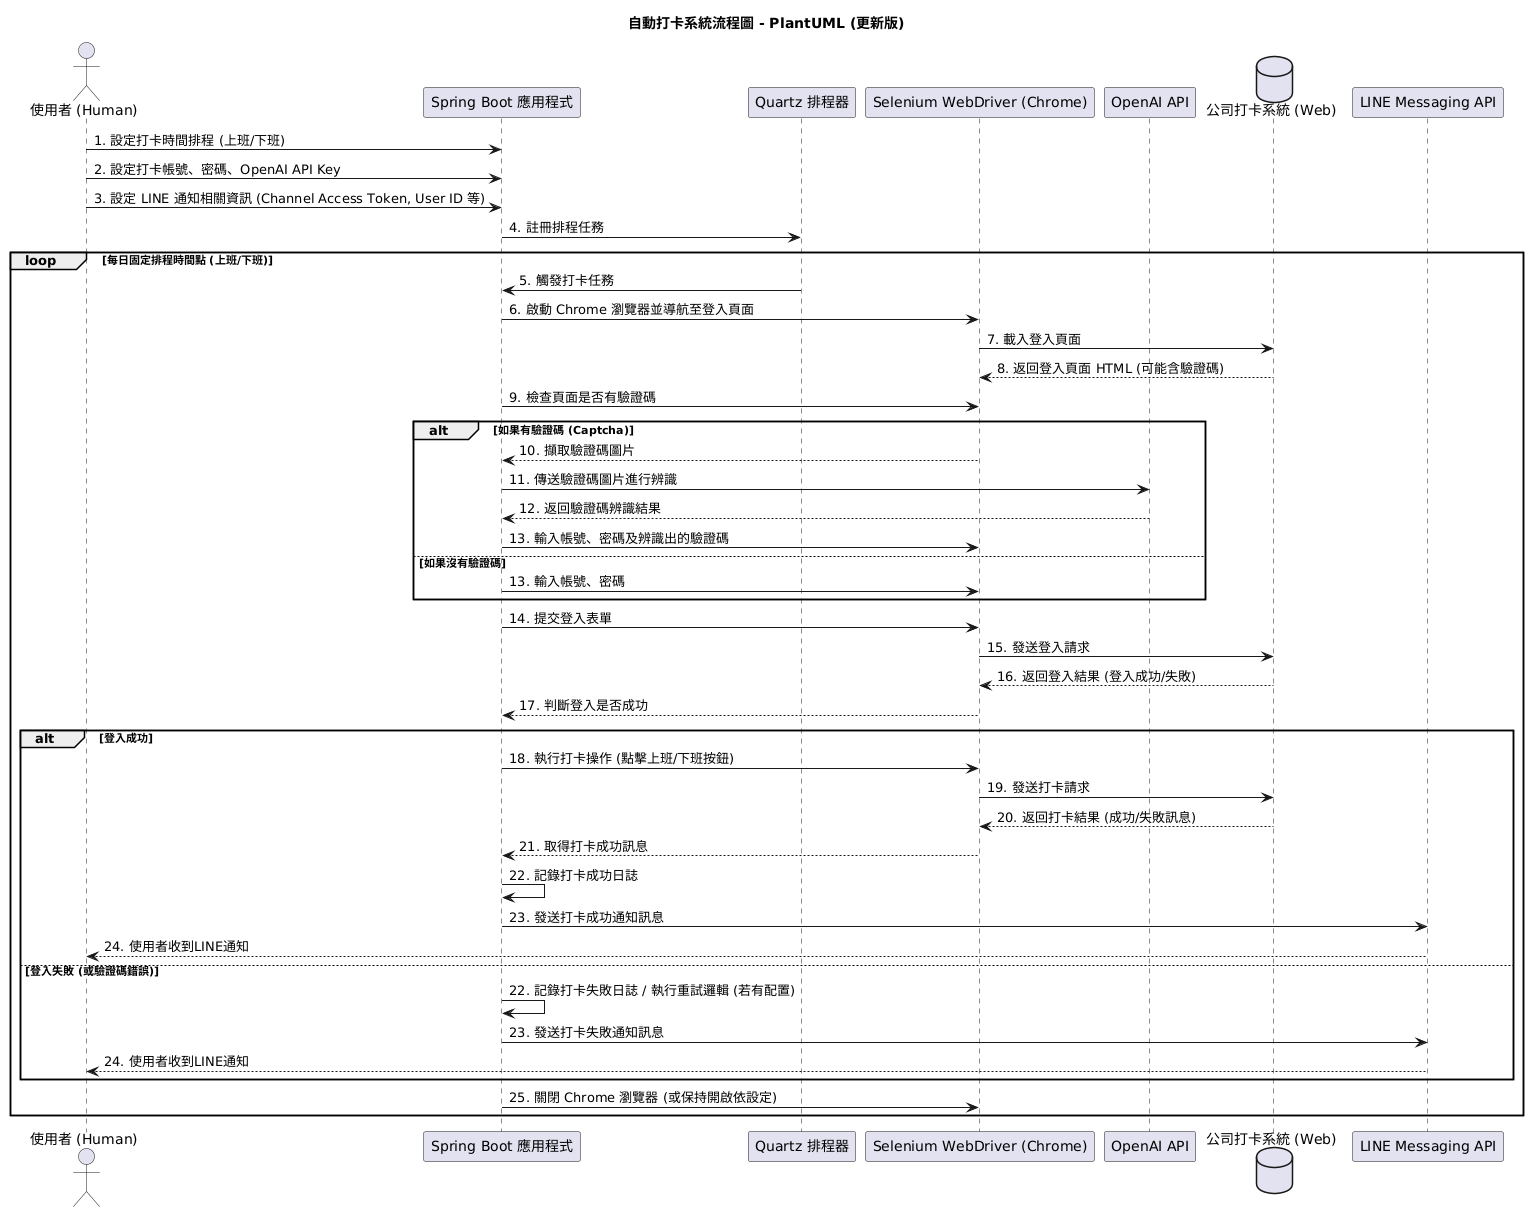 自動打卡系統流程圖 - PlantUML (更新版)
使用者 (Human)
Spring Boot 應用程式
Quartz 排程器
Selenium WebDriver (Chrome)
OpenAI API
公司打卡系統 (Web)
LINE Messaging API
1. 設定打卡時間排程 (上班/下班)
2. 設定打卡帳號、密碼、OpenAI API Key
3. 設定 LINE 通知相關資訊 (Channel Access Token, User ID 等)
4. 註冊排程任務
loop [每日固定排程時間點 (上班/下班)]
5. 觸發打卡任務
6. 啟動 Chrome 瀏覽器並導航至登入頁面
7. 載入登入頁面
8. 返回登入頁面 HTML (可能含驗證碼)
9. 檢查頁面是否有驗證碼
alt [如果有驗證碼 (Captcha)]
10. 擷取驗證碼圖片
11. 傳送驗證碼圖片進行辨識
12. 返回驗證碼辨識結果
13. 輸入帳號、密碼及辨識出的驗證碼
[如果沒有驗證碼]
13. 輸入帳號、密碼
14. 提交登入表單
15. 發送登入請求
16. 返回登入結果 (登入成功/失敗)
17. 判斷登入是否成功
alt [登入成功]
18. 執行打卡操作 (點擊上班/下班按鈕)
19. 發送打卡請求
20. 返回打卡結果 (成功/失敗訊息)
21. 取得打卡成功訊息
22. 記錄打卡成功日誌
23. 發送打卡成功通知訊息
24. 使用者收到LINE通知
[登入失敗 (或驗證碼錯誤)]
22. 記錄打卡失敗日誌 / 執行重試邏輯 (若有配置)
23. 發送打卡失敗通知訊息
24. 使用者收到LINE通知
25. 關閉 Chrome 瀏覽器 (或保持開啟依設定)
使用者 (Human)
Spring Boot 應用程式
Quartz 排程器
Selenium WebDriver (Chrome)
OpenAI API
公司打卡系統 (Web)
LINE Messaging API